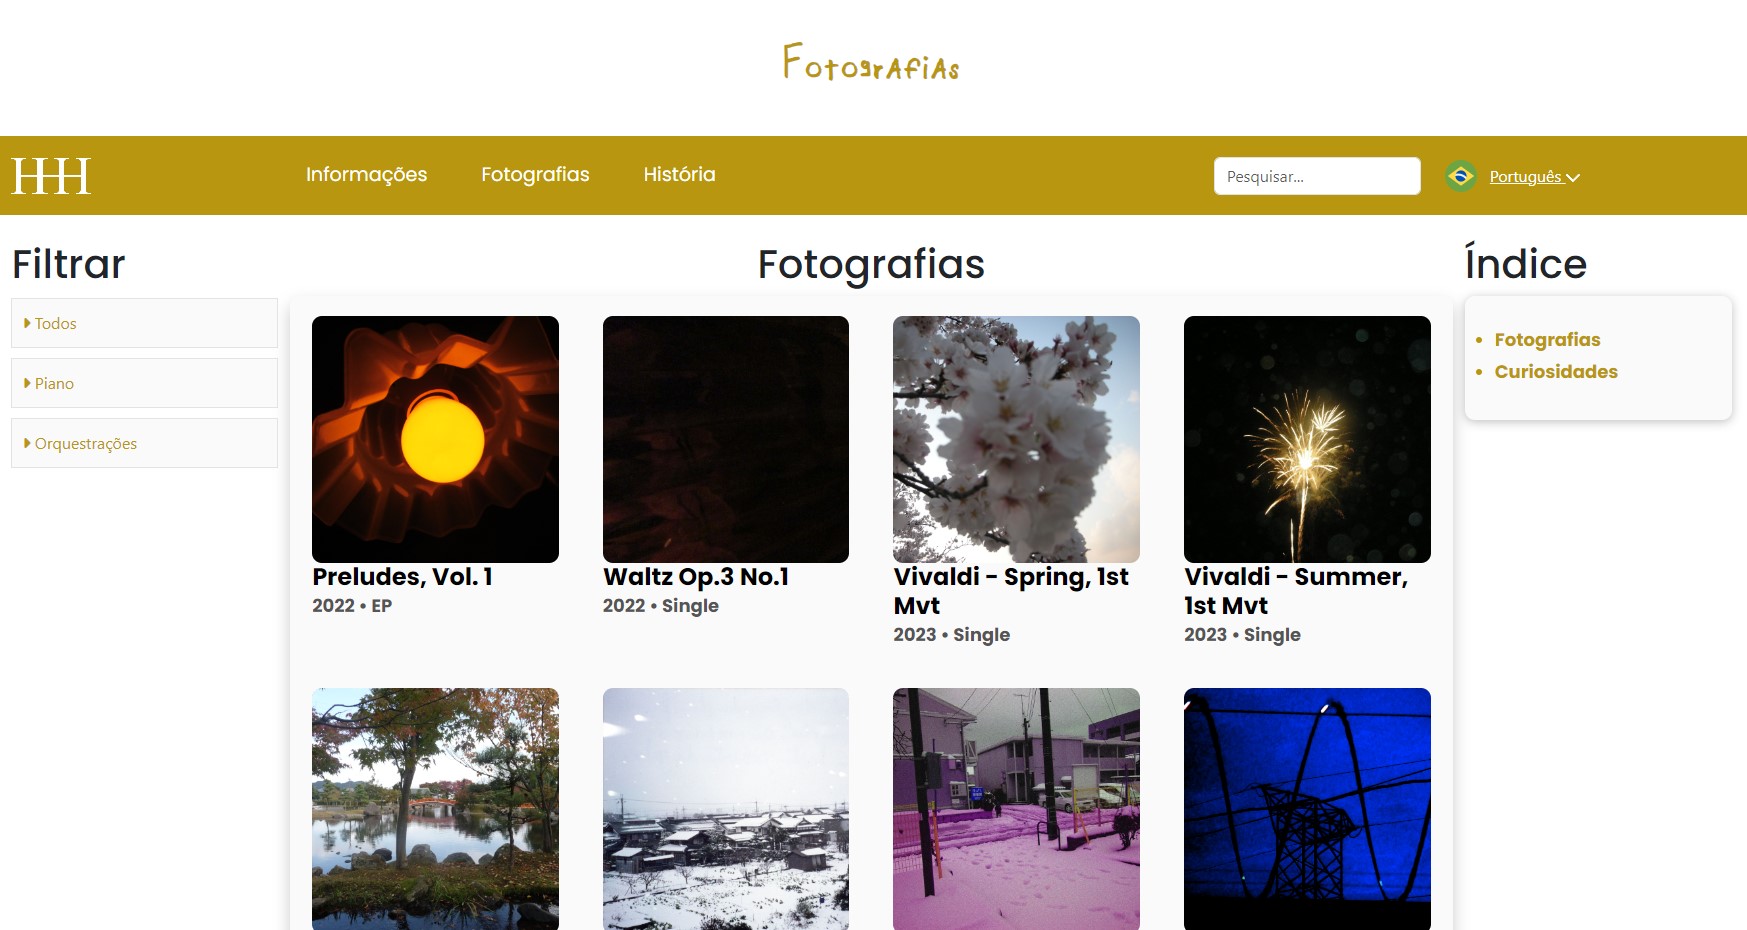 FotogrAfiAs
HHH
Informações
Fotografias
História
Pesquisar...
Português
Filtrar
Todos
Piano
Orquestrações
Fotografias
Preludes, Vol. 1
2022 • EP
Waltz Op.3 No.1
2022 • Single
Vivaldi - Spring, 1st
Mvt
2023 • Single
Vivaldi - Summer,
1st Mvt
2023 • Single
Índice
• Fotografias
• Curiosidades